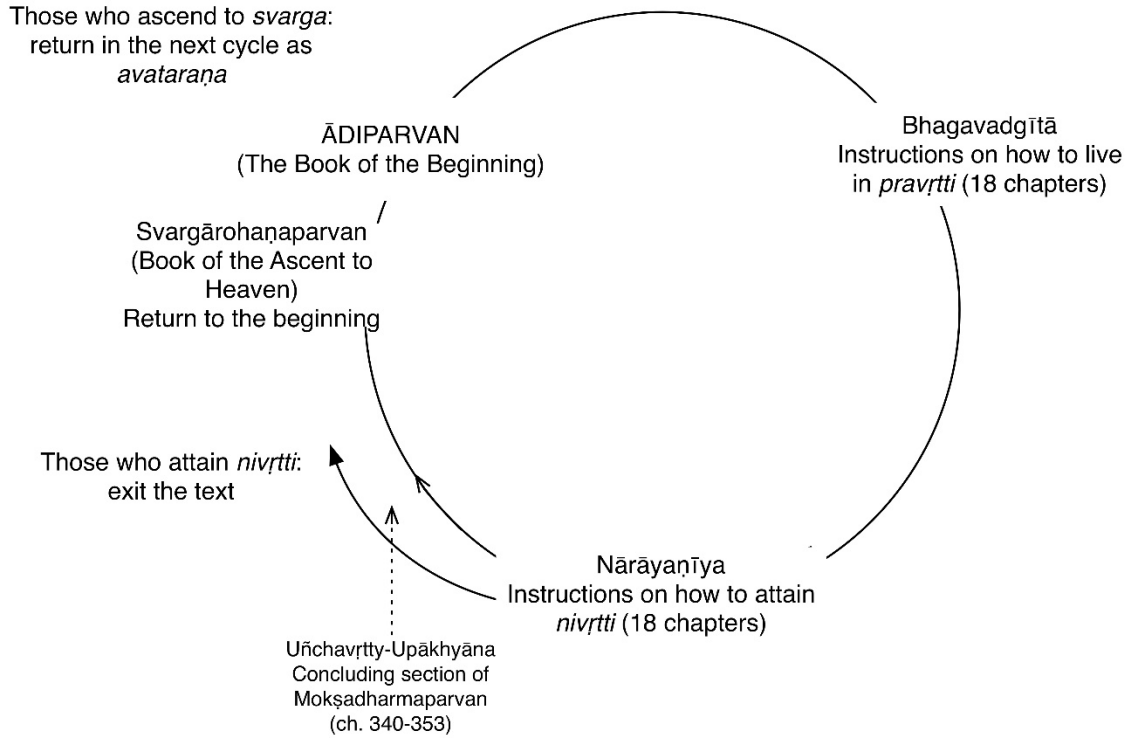 Those who ascend to svarga:
return in the next cycle as
avataraṇa
ĀDIPARVAN
(The Book of the Beginning)
Bhagavadgītā
Instructions on how to live
in pravṛtti (18 chapters)
Svargārohaṇaparvan
(Book of the Ascent to
Heaven)
Return to the beginning
Those who attain nivṛtti:
exit the text
Nārāyaṇīya
Instructions on how to attain
nivṛtti (18 chapters)
Uñchavṛtty-Upākhyāna
Concluding section of
Mokṣadharmaparvan
(ch. 340-353)